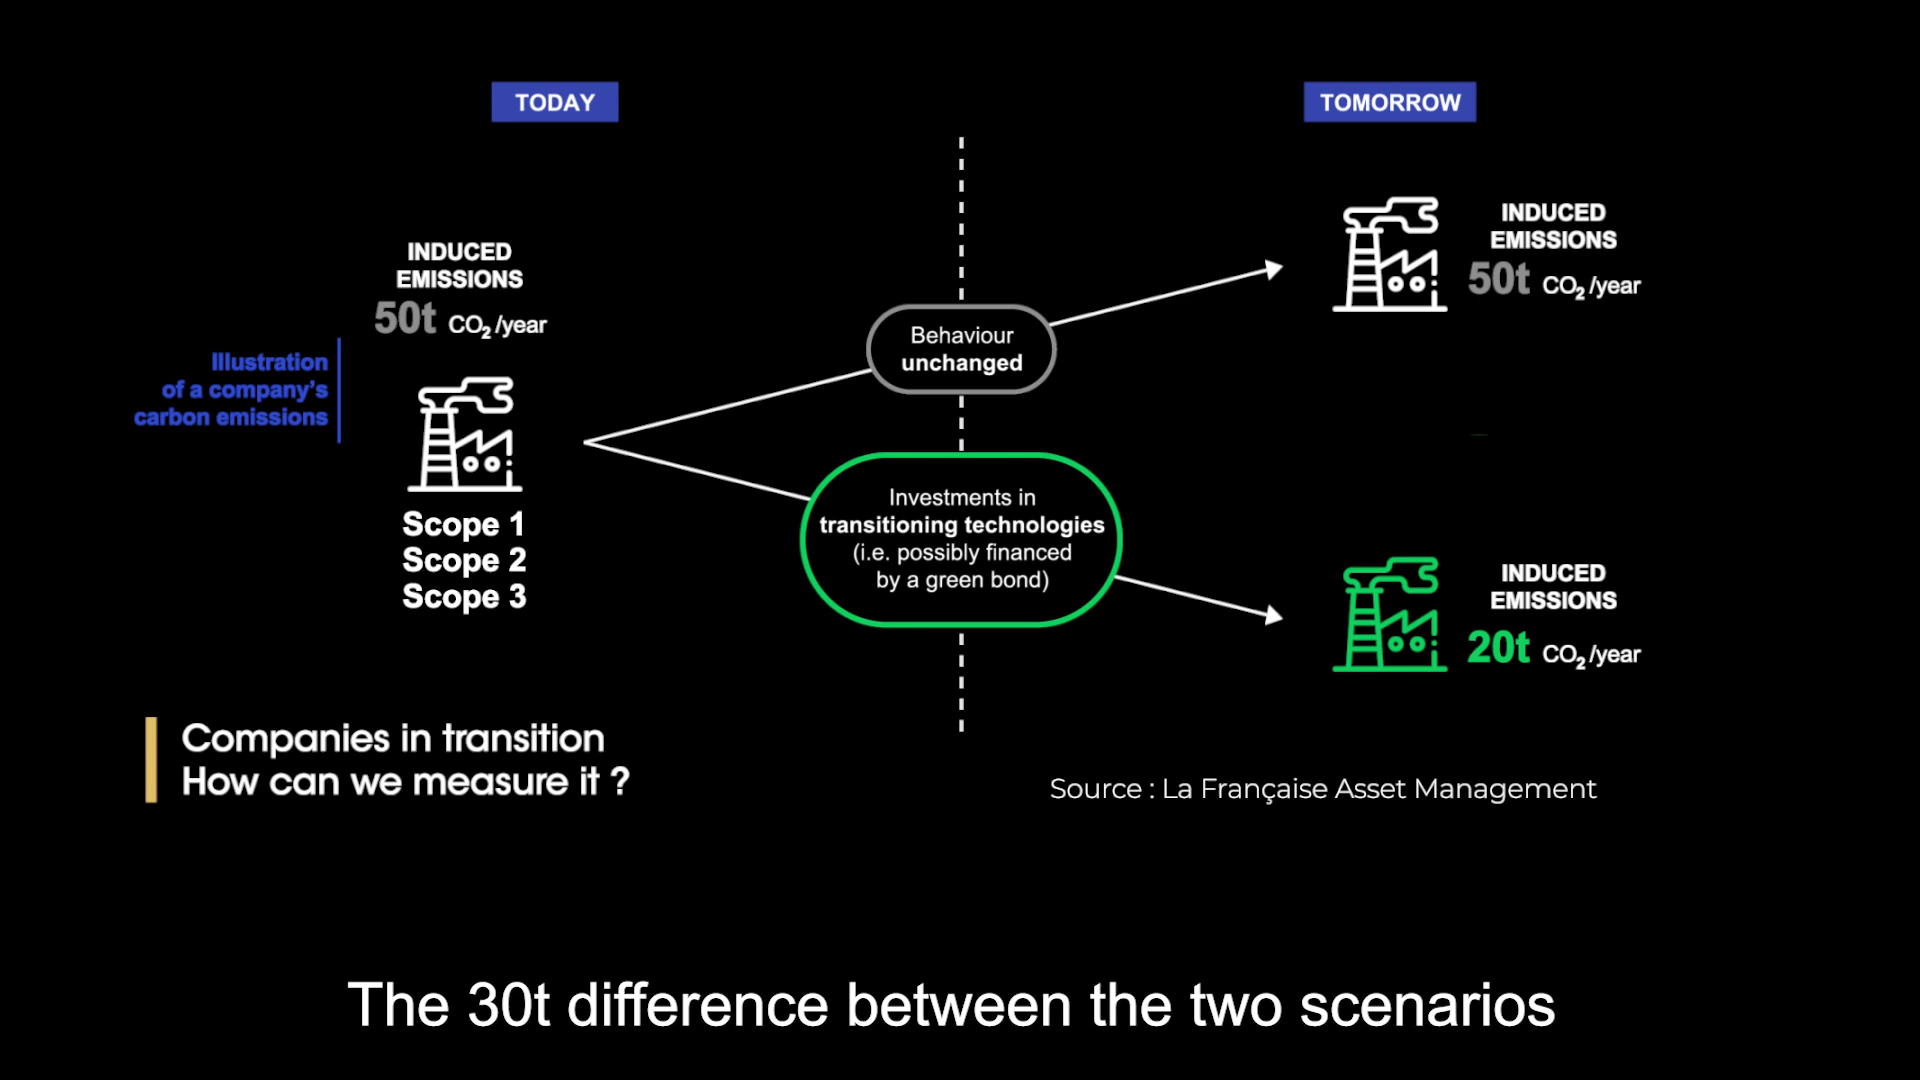 TODAY
TOMORROW
INDUCED
EMISSIONS
50t CO₂/year
Illustration
of a company's
carbon emissions
Scope 1
Scope 2
Scope 3
Behaviour
unchanged
Investments in
transitioning technologies
(i.e. possibly financed
by a green bond)
INDUCED
EMISSIONS
50t CO₂/year
INDUCED
EMISSIONS
20t CO₂/year
Companies in transition
How can we measure it ?
Source : La Française Asset Management
The 30t difference between the two scenarios